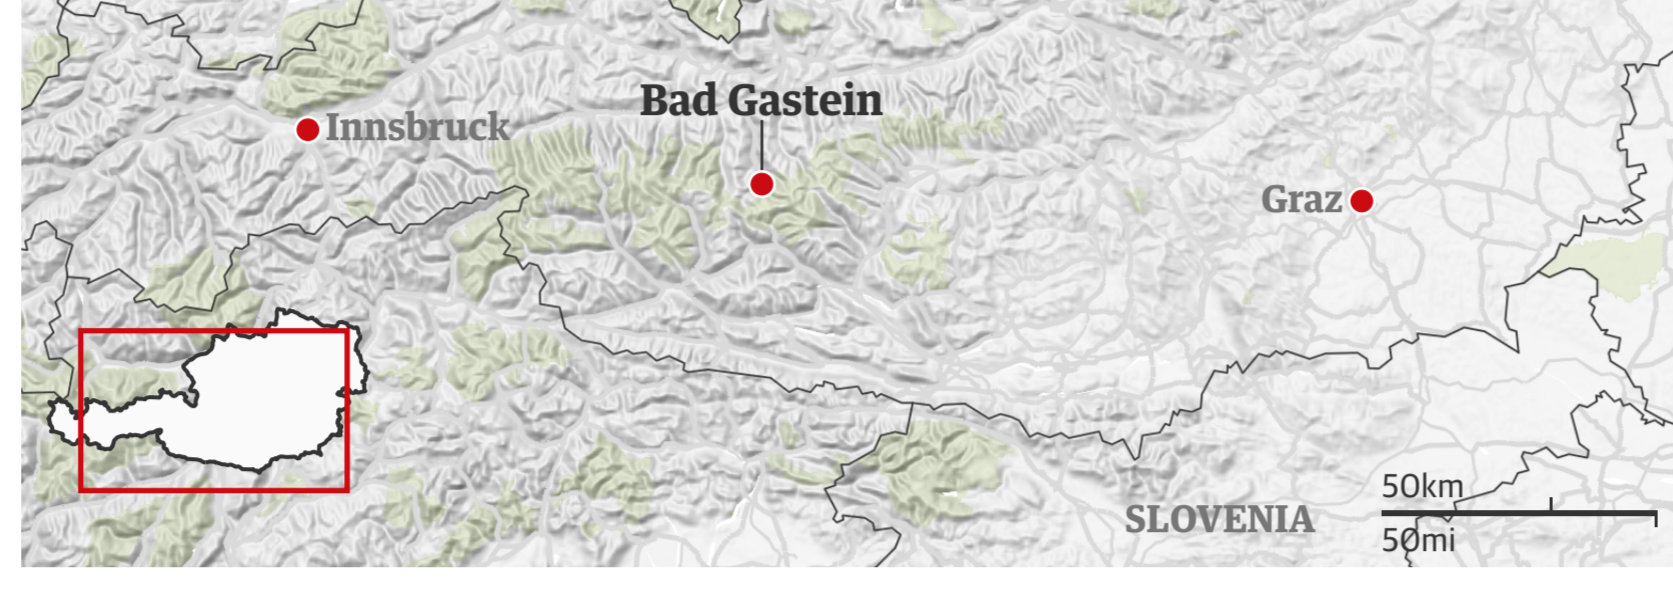 Bad Gastein
Innsbruck
Graz
50km
SLOVENIA
50mi